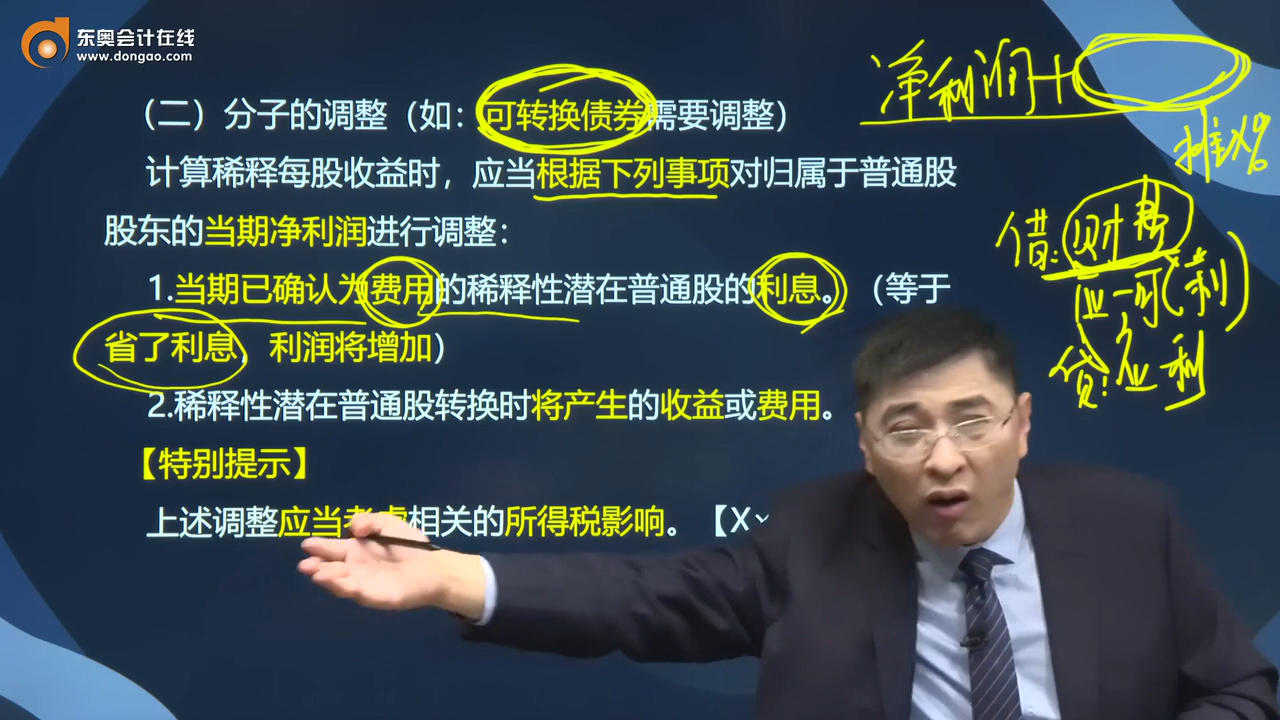 东奥会计在线
www.dongao.com
（二）分子的调整（如：可转换债券需要调整）
计算稀释每股收益时，应当根据下列事项对归属于普通股
股东的当期净利润进行调整：
1.当期已确认为费用的稀释性潜在普通股的利息。（等于
省了利息，利润将增加）
2.稀释性潜在普通股转换时将产生的收益或费用。
【特别提示】
上述调整应当考虑相关的所得税影响。【X
净利润+
借：财费
应一可（利）
贷：应利